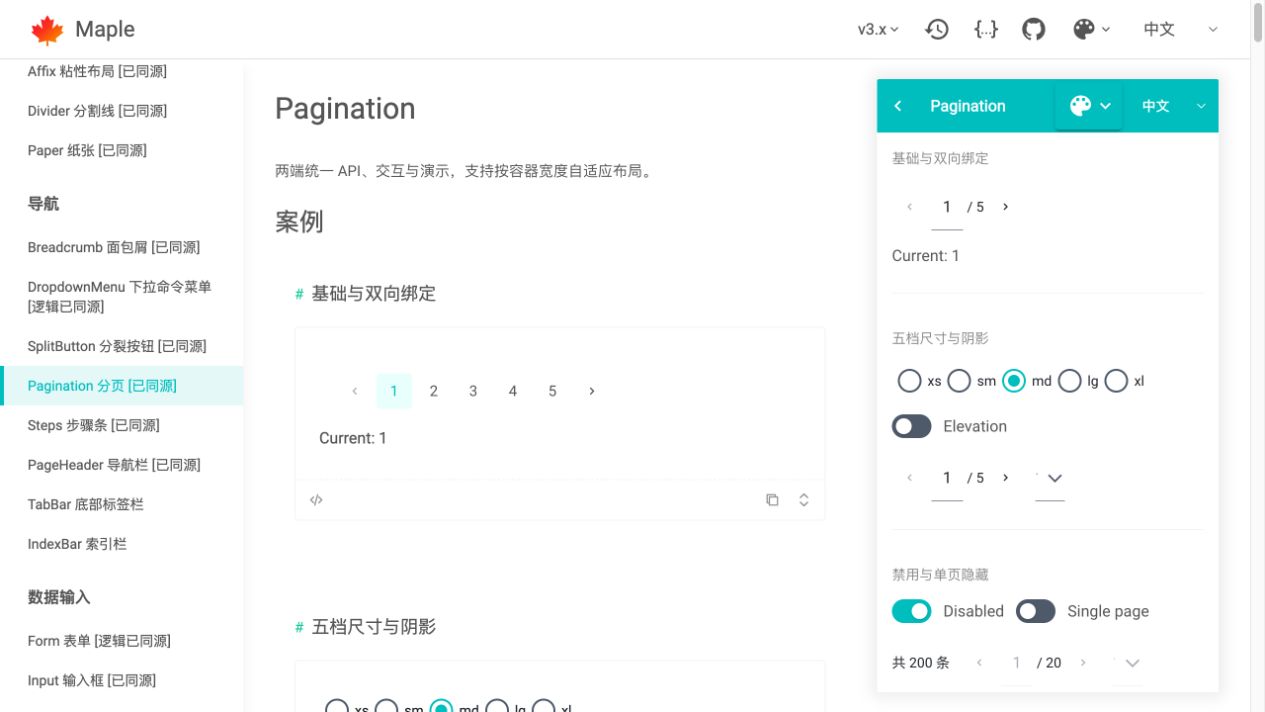 Maple
v3.x
{...}
中文
Affix 粘性布局 [已同源]
Divider 分割线 [已同源]
Paper 纸张 [已同源]
导航
Breadcrumb 面包屑 [已同源]
DropdownMenu 下拉命令菜单
[逻辑已同源]
SplitButton 分裂按钮 [已同源]
Pagination 分页 [已同源]
Steps 步骤条 [已同源]
PageHeader 导航栏 [已同源]
TabBar 底部标签栏
IndexBar 索引栏
数据输入
Form 表单 [逻辑已同源]
Input 输入框 [已同源]
Pagination
两端统一 API、交互与演示，支持按容器宽度自适应布局。
案例
# 基础与双向绑定
1 2 3 4 5
Current: 1
# 五档尺寸与阴影
xs sm md lg xl
Pagination 中文
基础与双向绑定
1 / 5
Current: 1
五档尺寸与阴影
xs sm md lg xl
Elevation
1 / 5
禁用与单页隐藏
Disabled Single page
共 200 条 1 / 20